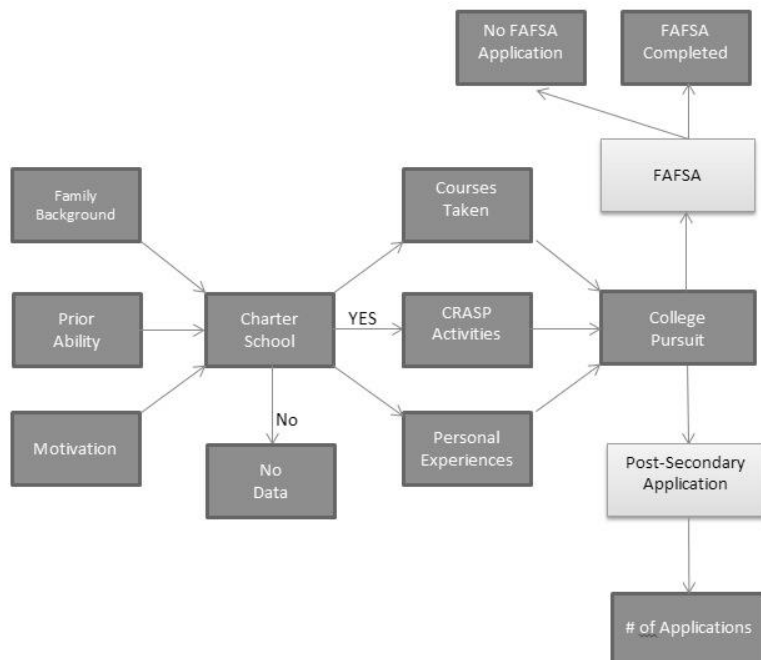 No FAFSA
Application
FAFSA
Completed
FAFSA
Family
Background
Courses
Taken
Prior
Ability
Charter
School
YES
CRASP
Activities
College
Pursuit
No
Motivation
No
Data
Personal
Experiences
Post-Secondary
Application
# of Applications